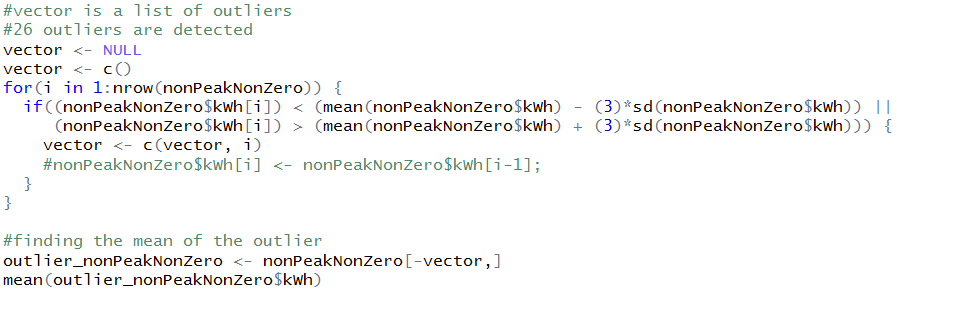 #vector is a list of outliers
#26 outliers are detected
vector <- NULL
vector <- c()
for(i in 1:nrow(nonPeakNonZero)) {
  if((nonPeakNonZero$kWh[i]) < (mean(nonPeakNonZero$kWh) - (3)*sd(nonPeakNonZero$kWh)) ||
     (nonPeakNonZero$kWh[i]) > (mean(nonPeakNonZero$kWh) + (3)*sd(nonPeakNonZero$kWh))) {
    vector <- c(vector, i)
    #nonPeakNonZero$kWh[i] <- nonPeakNonZero$kWh[i-1];
  }
}

#finding the mean of the outlier
outlier_nonPeakNonZero <- nonPeakNonZero[-vector,]
mean(outlier_nonPeakNonZero$kWh)